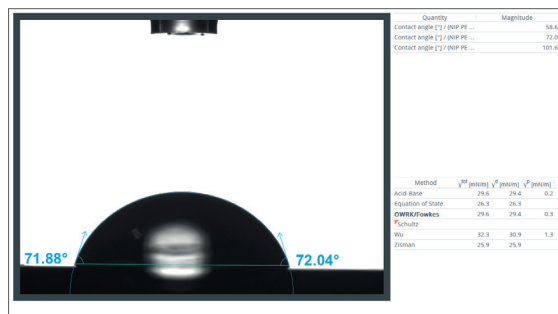 71.88°
72.04°
Quantity Magnitude
Contact angle [°] / (NIP PE ... 58.6
Contact angle [°] / (NIP PE ... 72.0
Contact angle [°] / (NIP PE ... 101.6
Method γtot [mN/m] γd [mN/m] γp [mN/m]
Acid-Base 29.6 29.4 0.2
Equation of State 26.3 26.3
OWRK/Fowkes 29.6 29.4 0.3
Schultz
Wu 32.3 30.9 1.3
Zisman 25.9 25.9